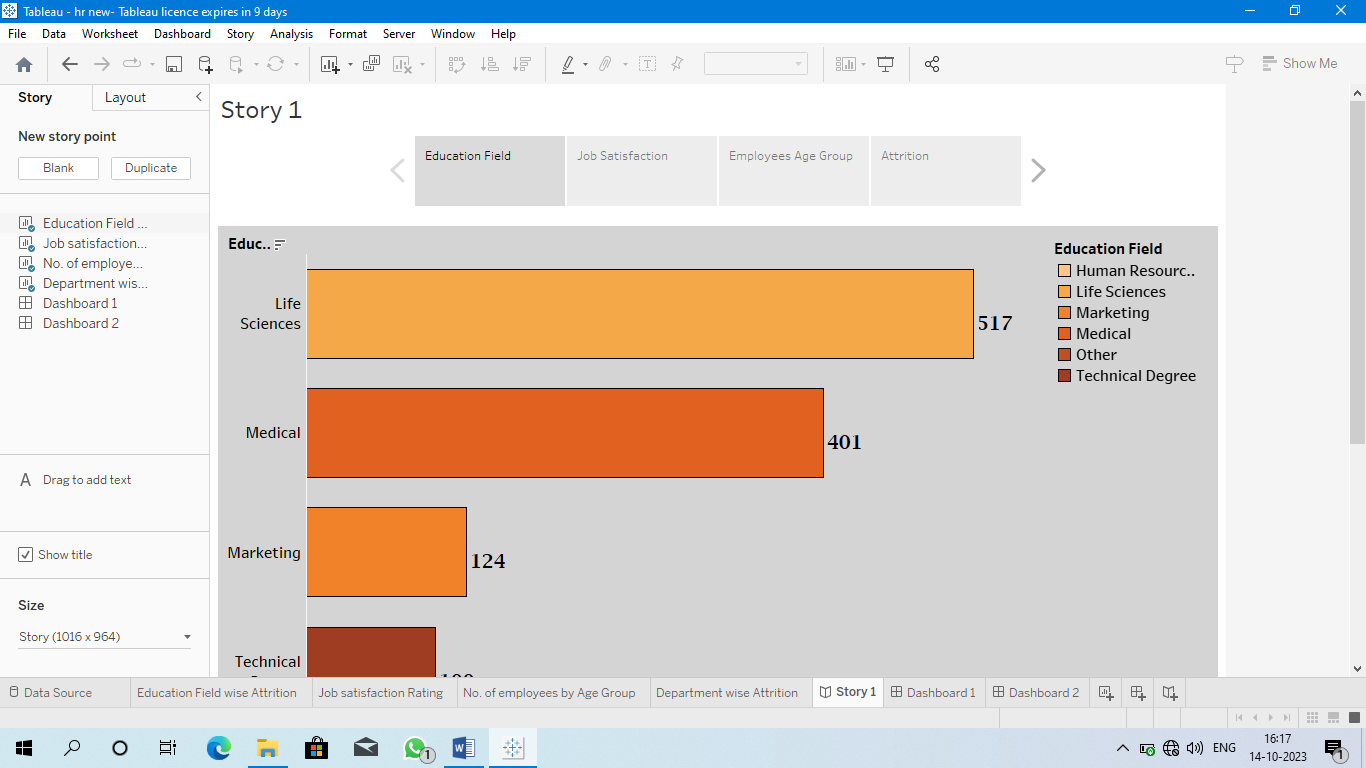 Tableau - hr new- Tableau licence expires in 9 days
File Data Worksheet Dashboard Story Analysis Format Server Window Help
Show Me
Story Layout
New story point
Blank Duplicate
Education Field ...
Job satisfaction...
No. of employe...
Department wis...
Dashboard 1
Dashboard 2
A Drag to add text
Show title
Size
Story (1016 x 964)
Story 1
Education Field Job Satisfaction Employees Age Group Attrition
Educ..
Life
Sciences
517
Medical
401
Marketing
124
Technical
Education Field
Human Resourc..
Life Sciences
Marketing
Medical
Other
Technical Degree
Data Source Education Field wise Attrition Job satisfaction Rating No. of employees by Age Group Department wise Attrition Story 1 Dashboard 1 Dashboard 2
1
ENG
16:17
14-10-2023
1